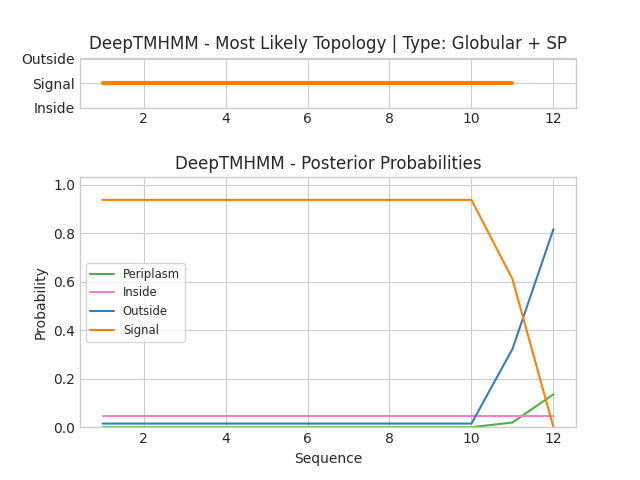 DeepTMHMM - Most Likely Topology | Type: Globular + SP
Outside
Signal
Inside
2 4 6 8 10 12
DeepTMHMM - Posterior Probabilities
1.0
0.8
0.6
0.4
0.2
0.0
Probability
Periplasm
Inside
Outside
Signal
2 4 6 8 10 12
Sequence